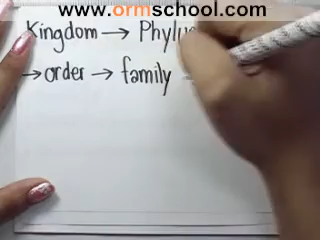 www.ormschool.com
Kingdom → Phylu
→ order → family →